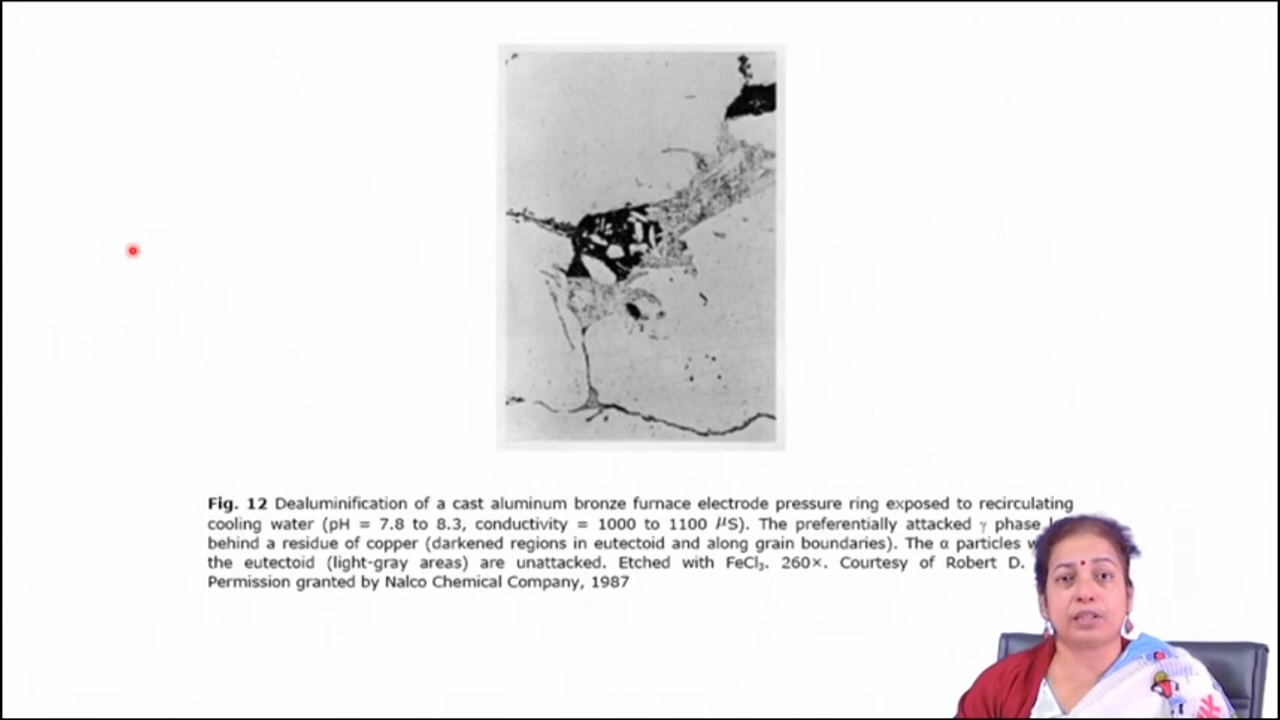 Fig. 12 Dealuminification of a cast aluminum bronze furnace electrode pressure ring exposed to recirculating
cooling water (pH = 7.8 to 8.3, conductivity = 1000 to 1100 μS). The preferentially attacked γ phase
behind a residue of copper (darkened regions in eutectoid and along grain boundaries). The α particles
the eutectoid (light-gray areas) are unattacked. Etched with FeCl₃. 260×. Courtesy of Robert D.
Permission granted by Nalco Chemical Company, 1987